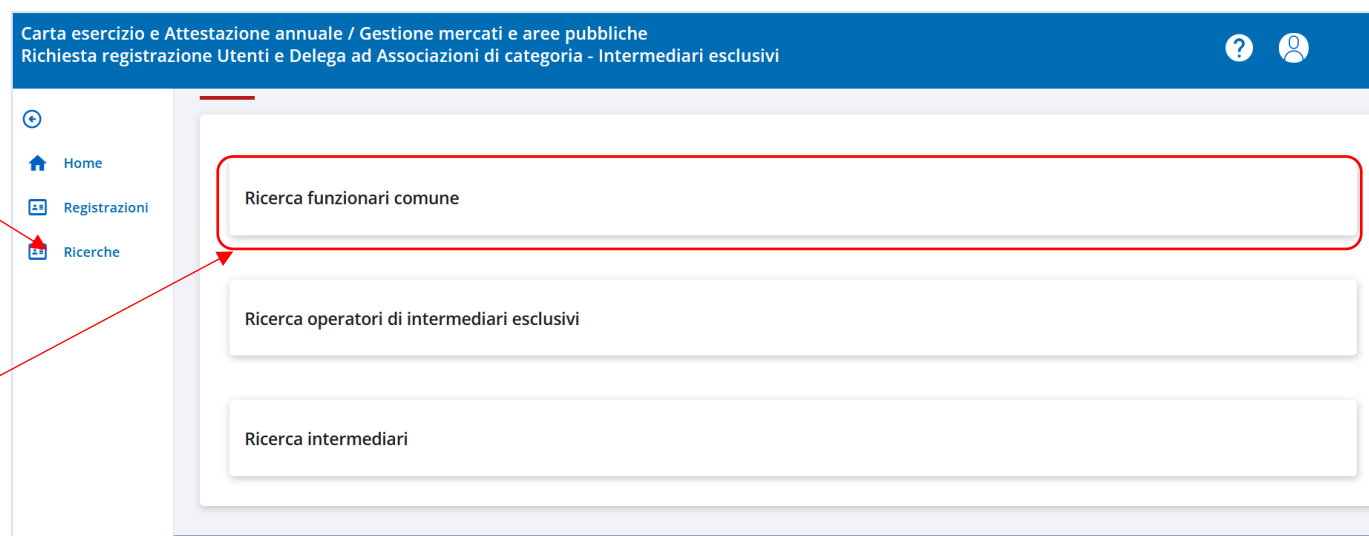 Carta esercizio e Attestazione annuale / Gestione mercati e aree pubbliche
Richiesta registrazione Utenti e Delega ad Associazioni di categoria - Intermediari esclusivi
?
Home
Registrazioni
Ricerche
Ricerca funzionari comune
Ricerca operatori di intermediari esclusivi
Ricerca intermediari